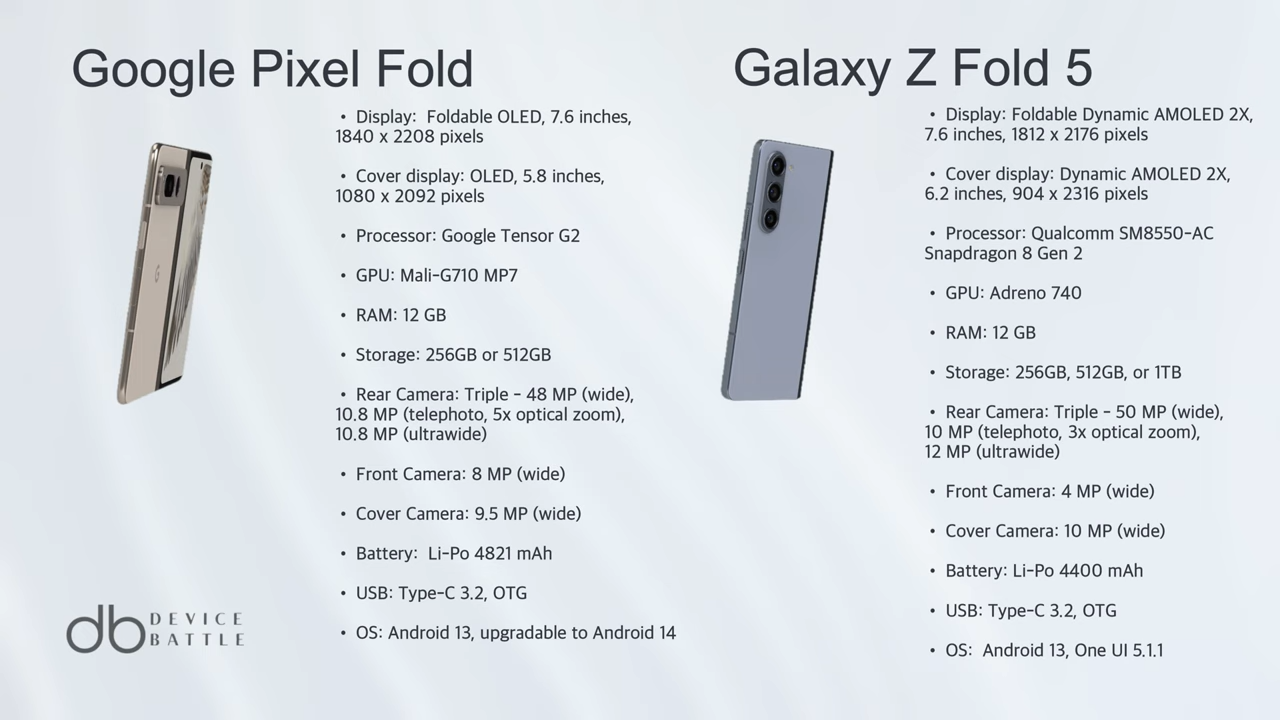 Google Pixel Fold
• Display: Foldable OLED, 7.6 inches,
1840 x 2208 pixels
• Cover display: OLED, 5.8 inches,
1080 x 2092 pixels
• Processor: Google Tensor G2
• GPU: Mali-G710 MP7
• RAM: 12 GB
• Storage: 256GB or 512GB
• Rear Camera: Triple - 48 MP (wide),
10.8 MP (telephoto, 5x optical zoom),
10.8 MP (ultrawide)
• Front Camera: 8 MP (wide)
• Cover Camera: 9.5 MP (wide)
• Battery: Li-Po 4821 mAh
• USB: Type-C 3.2, OTG
• OS: Android 13, upgradable to Android 14
Galaxy Z Fold 5
• Display: Foldable Dynamic AMOLED 2X,
7.6 inches, 1812 x 2176 pixels
• Cover display: Dynamic AMOLED 2X,
6.2 inches, 904 x 2316 pixels
• Processor: Qualcomm SM8550-AC
Snapdragon 8 Gen 2
• GPU: Adreno 740
• RAM: 12 GB
• Storage: 256GB, 512GB, or 1TB
• Rear Camera: Triple - 50 MP (wide),
10 MP (telephoto, 3x optical zoom),
12 MP (ultrawide)
• Front Camera: 4 MP (wide)
• Cover Camera: 10 MP (wide)
• Battery: Li-Po 4400 mAh
• USB: Type-C 3.2, OTG
• OS: Android 13, One UI 5.1.1
db DEVICE
BATTLE